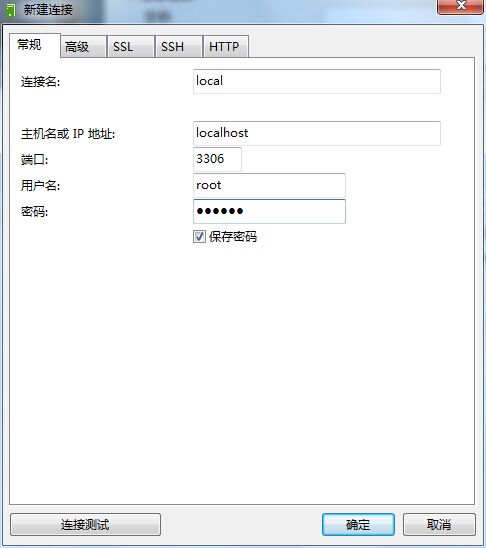 新建连接
常规 高级 SSL SSH HTTP
连接名: local
主机名或 IP 地址: localhost
端口: 3306
用户名: root
密码: ●●●●●●
保存密码
连接测试 确定 取消